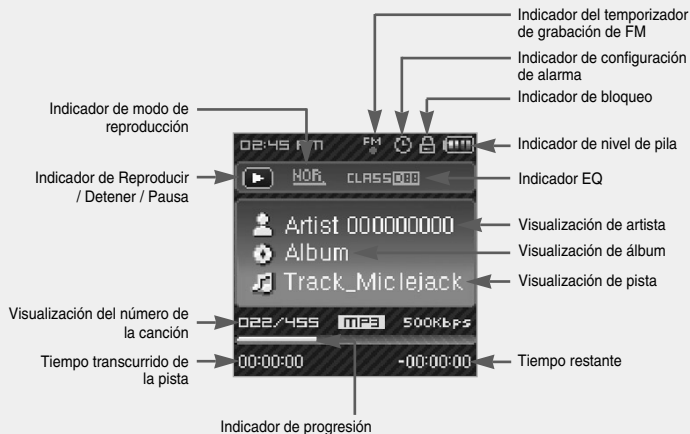 Indicador del temporizador
de grabación de FM
Indicador de configuración
de alarma
Indicador de bloqueo
Indicador de nivel de pila
Indicador EQ
Visualización de artista
Visualización de álbum
Visualización de pista
Tiempo restante
Indicador de modo de
reproducción
Indicador de Reproducir
/ Detener / Pausa
Visualización del número de
la canción
Tiempo transcurrido de
la pista
Indicador de progresión
02:45 PM FM
NOR. CLASS DBB
Artist 000000000
Album
Track_Miclejack
022/455 MP3 500Kbps
00:00:00 -00:00:00